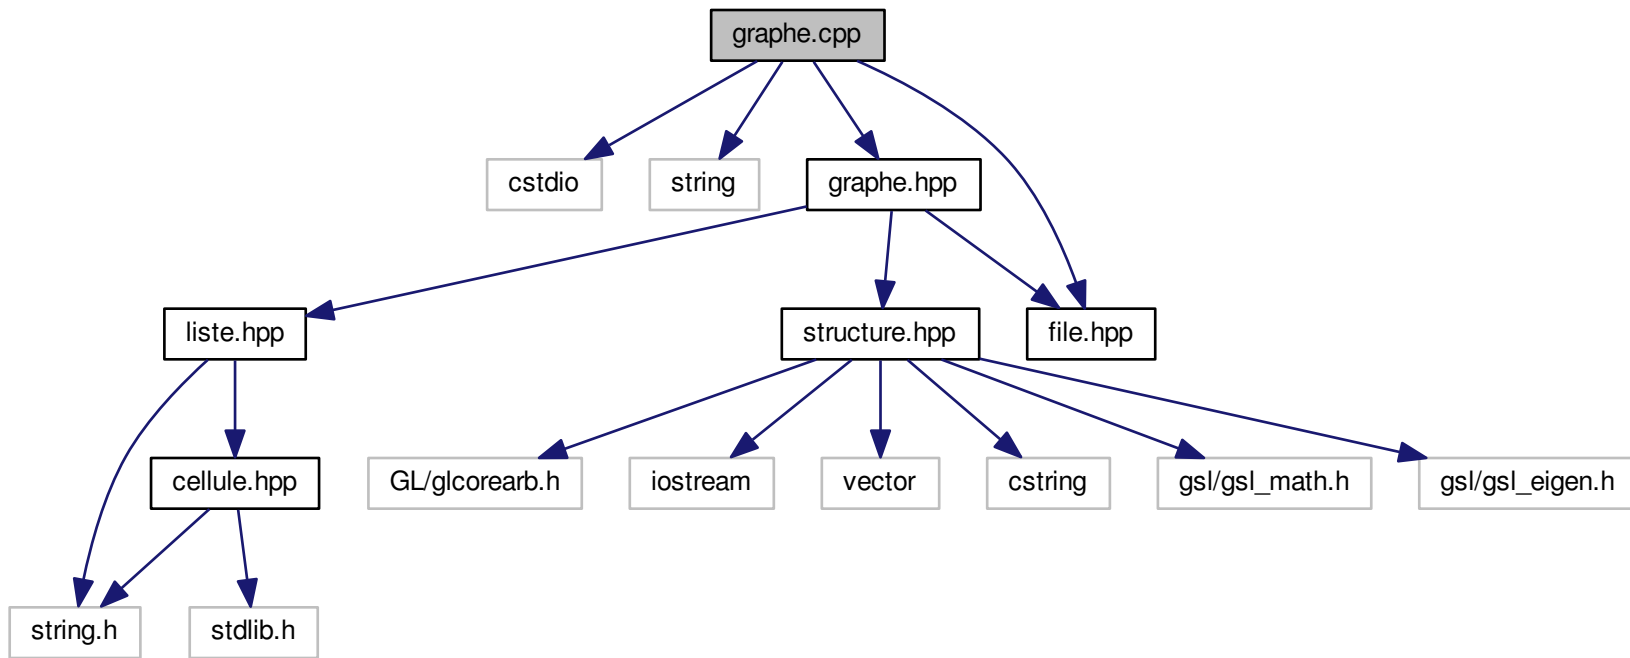 graphe.cpp
cstdio
string
graphe.hpp
liste.hpp
structure.hpp
file.hpp
cellule.hpp
GL/glcorearb.h
iostream
vector
cstring
gsl/gsl_math.h
gsl/gsl_eigen.h
string.h
stdlib.h